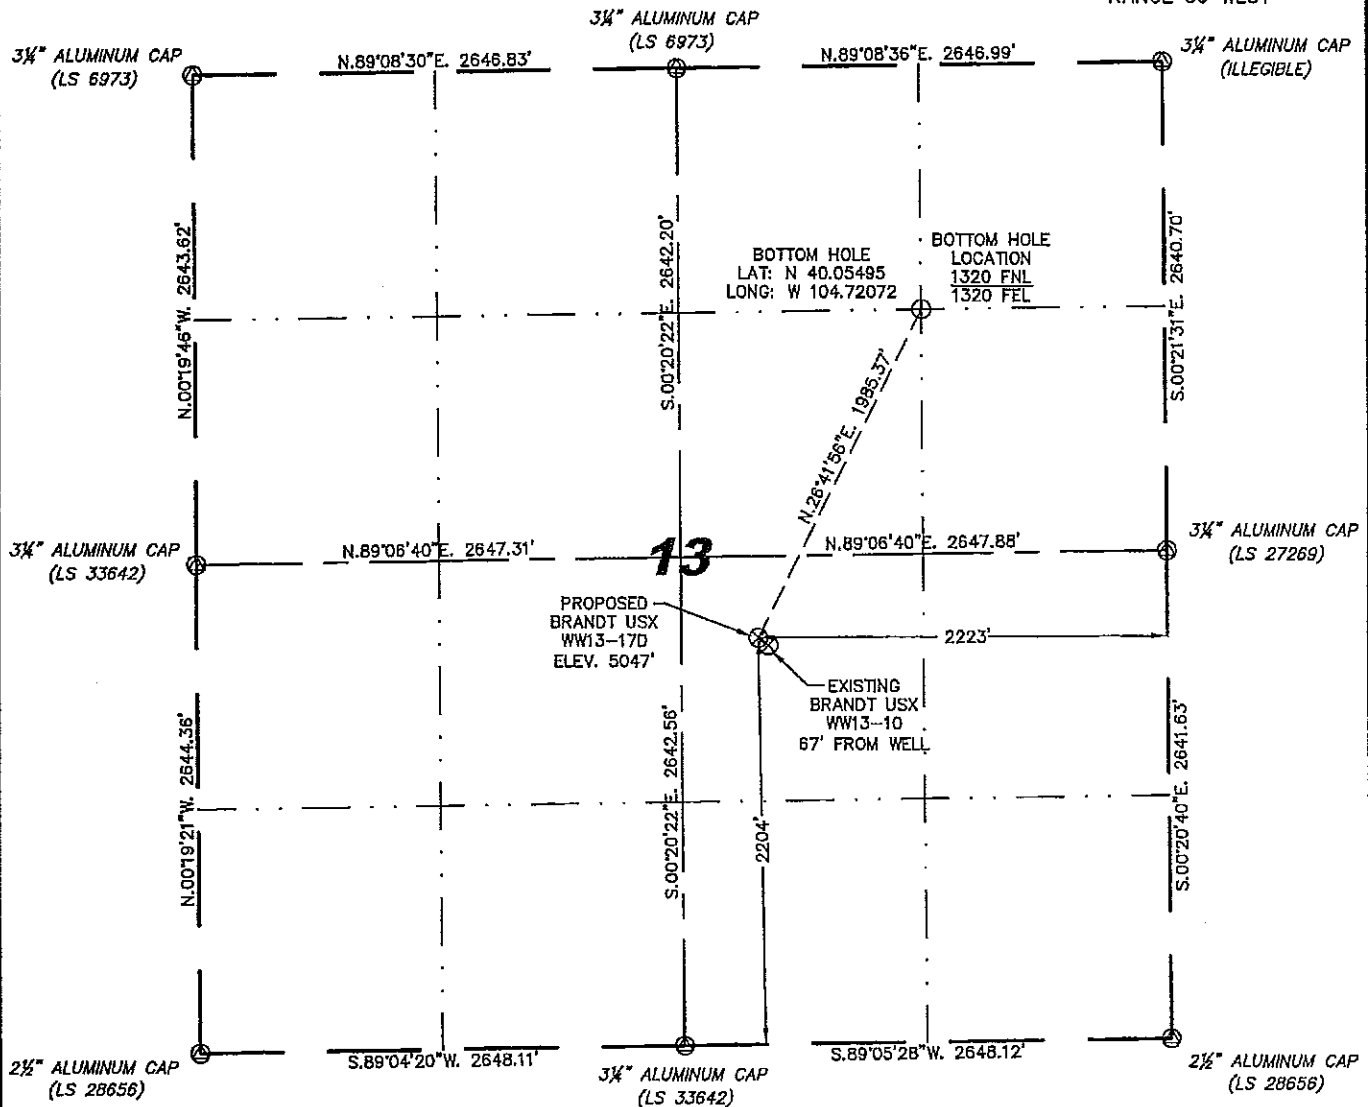 3¼" ALUMINUM CAP
(LS 6973)
3¼" ALUMINUM CAP
(LS 6973)
3¼" ALUMINUM CAP
(ILLEGIBLE)
N.89°08'30"E. 2646.83'
N.89°08'36"E. 2646.99'
N.00°19'46"W. 2643.62'
S.00°20'22"E. 2642.20'
S.00°21'31"E. 2640.70'
BOTTOM HOLE
LAT: N 40.05495
LONG: W 104.72072
BOTTOM HOLE
LOCATION
1320 FNL
1320 FEL
N.26°41'56"E. 1985.37'
3¼" ALUMINUM CAP
(LS 33642)
N.89°06'40"E. 2647.31'
13
N.89°06'40"E. 2647.88'
3¼" ALUMINUM CAP
(LS 27269)
PROPOSED
BRANDT USX
WW13-17D
ELEV. 5047'
2223'
EXISTING
BRANDT USX
WW13-10
67' FROM WELL
N.00°19'21"W. 2644.36'
S.00°20'22"E. 2642.56'
2204'
S.00°20'40"E. 2641.63'
2½" ALUMINUM CAP
(LS 28656)
S.89°04'20"W. 2648.11'
3¼" ALUMINUM CAP
(LS 33642)
S.89°05'28"W. 2648.12'
2½" ALUMINUM CAP
(LS 28656)